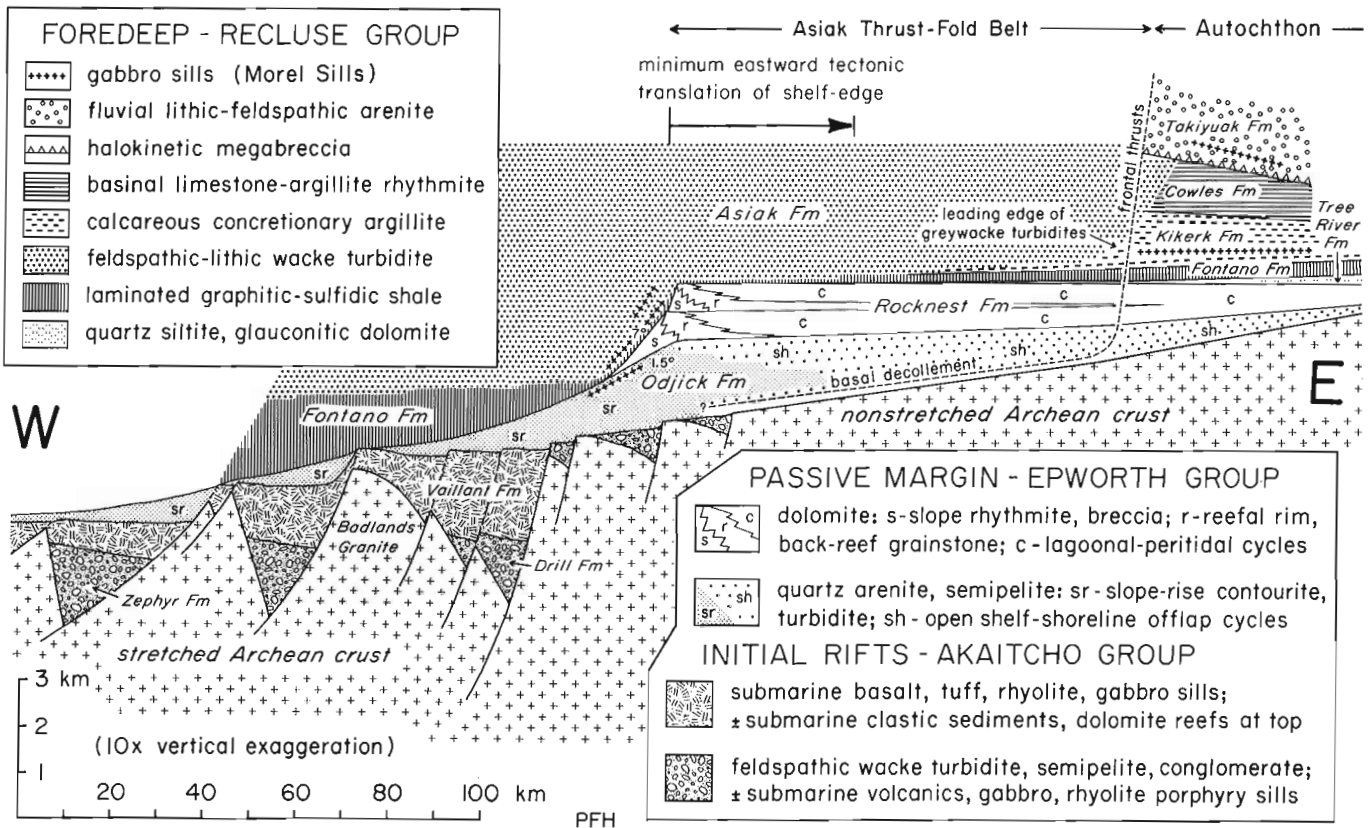 FOREDEEP - RECLUSE GROUP
gabbro sills (Morel Sills)
fluvial lithic-feldspathic arenite
halokinetic megabreccia
basinal limestone-argillite rhythmite
calcareous concretionary argillite
feldspathic-lithic wacke turbidite
laminated graphitic-sulfidic shale
quartz siltite, glauconitic dolomite
Asiak Thrust-Fold Belt
Autochthon
minimum eastward tectonic
translation of shelf-edge
frontal thrusts
Takiyuak Fm
Cowles Fm
Tree
River
Fm
Asiak Fm
leading edge of
greywacke turbidites
Kikerk Fm
Fontano Fm
s
r
c
Rocknest Fm
c
c
s
r
c
c
sh
sh
sh
1.5°
Odjick Fm
basal décollement
sr
?
nonstretched Archean crust
W
E
Fontano Fm
sr
sr
sr
Vaillant Fm
Badlands
Granite
Drill Fm
Zephyr Fm
stretched Archean crust
3 km
2
1
(10x vertical exaggeration)
20
40
60
80
100 km
PFH
PASSIVE MARGIN - EPWORTH GROUP
c
r
s
dolomite: s-slope rhythmite, breccia; r-reefal rim,
back-reef grainstone; c-lagoonal-peritidal cycles
sh
sr
quartz arenite, semipelite: sr-slope-rise contourite,
turbidite; sh-open shelf-shoreline offlap cycles
INITIAL RIFTS - AKAITCHO GROUP
submarine basalt, tuff, rhyolite, gabbro sills;
± submarine clastic sediments, dolomite reefs at top
feldspathic wacke turbidite, semipelite, conglomerate;
± submarine volcanics, gabbro, rhyolite porphyry sills